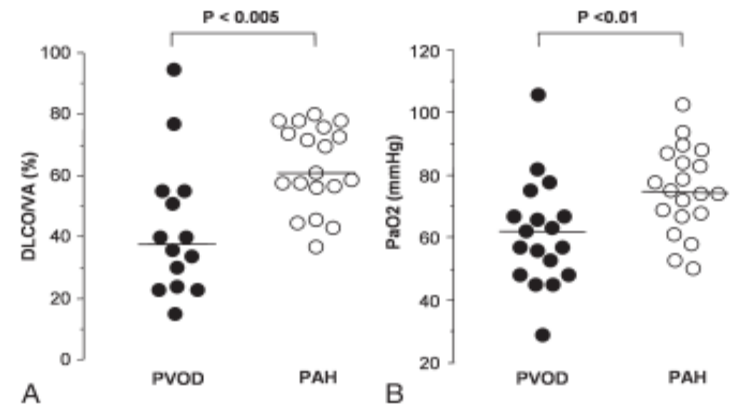 P < 0.005
100
80
60
40
20
0
DLCO/VA (%)
PVOD
PAH
A
P <0.01
120
100
80
60
40
20
PaO2 (mmHg)
PVOD
PAH
B